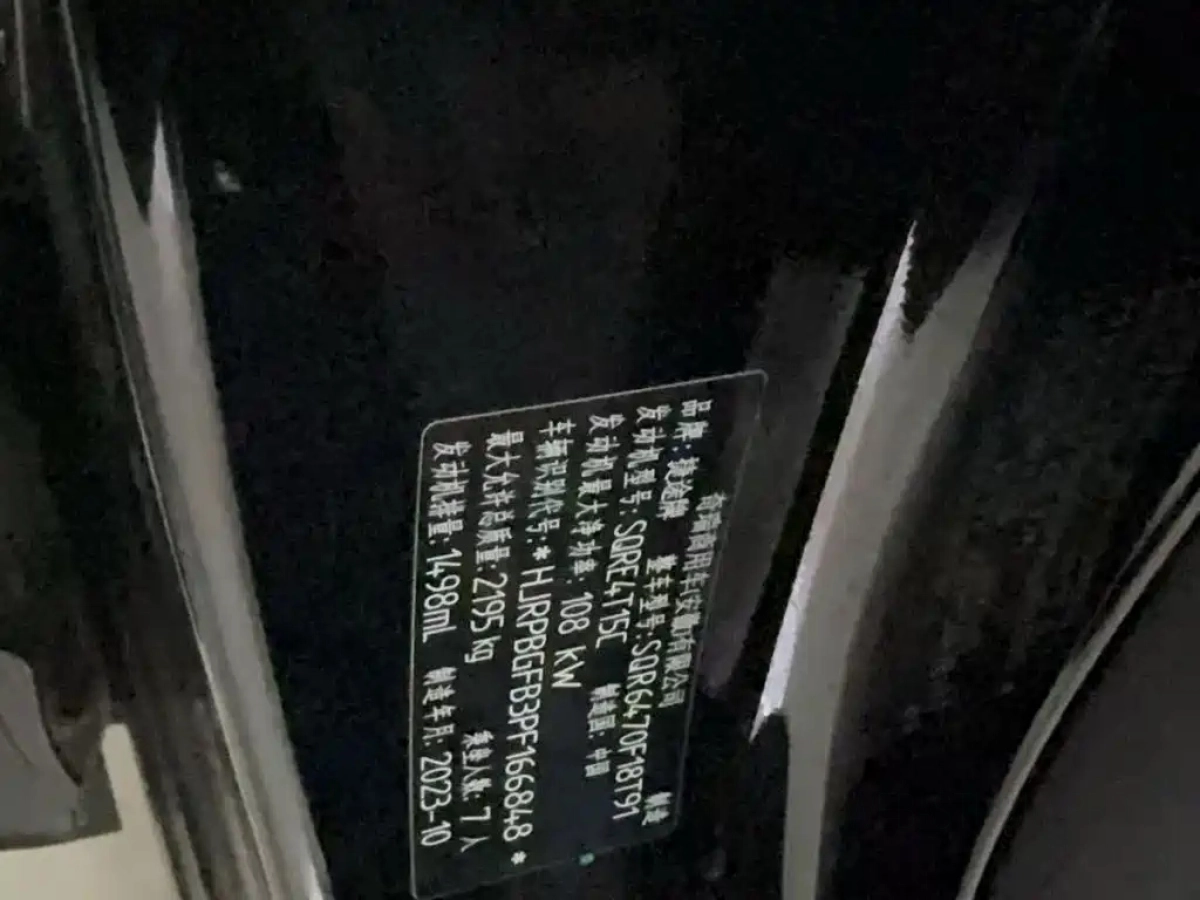 奇瑞商用车(安徽)有限公司 制造
品牌:捷途牌 整车型号:SQR6470F18T91
发动机型号:SQRE4T15C
发动机最大净功率:108 kW 制造国:中国
车辆识别代号:*HJRPBGFB3PF166848*
最大允许总质量:2195 kg 乘坐人数:7人
发动机排量:1498mL 制造年月:2023-10